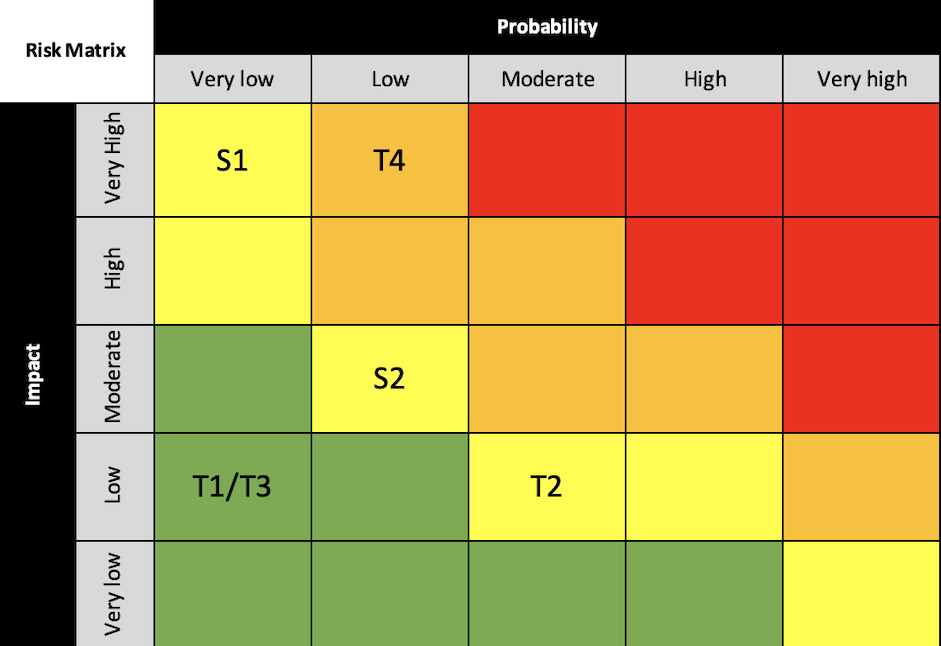 Risk Matrix
Probability
Very low
Low
Moderate
High
Very high
Impact
Very High
S1
T4
High
Moderate
S2
Low
T1/T3
T2
Very low